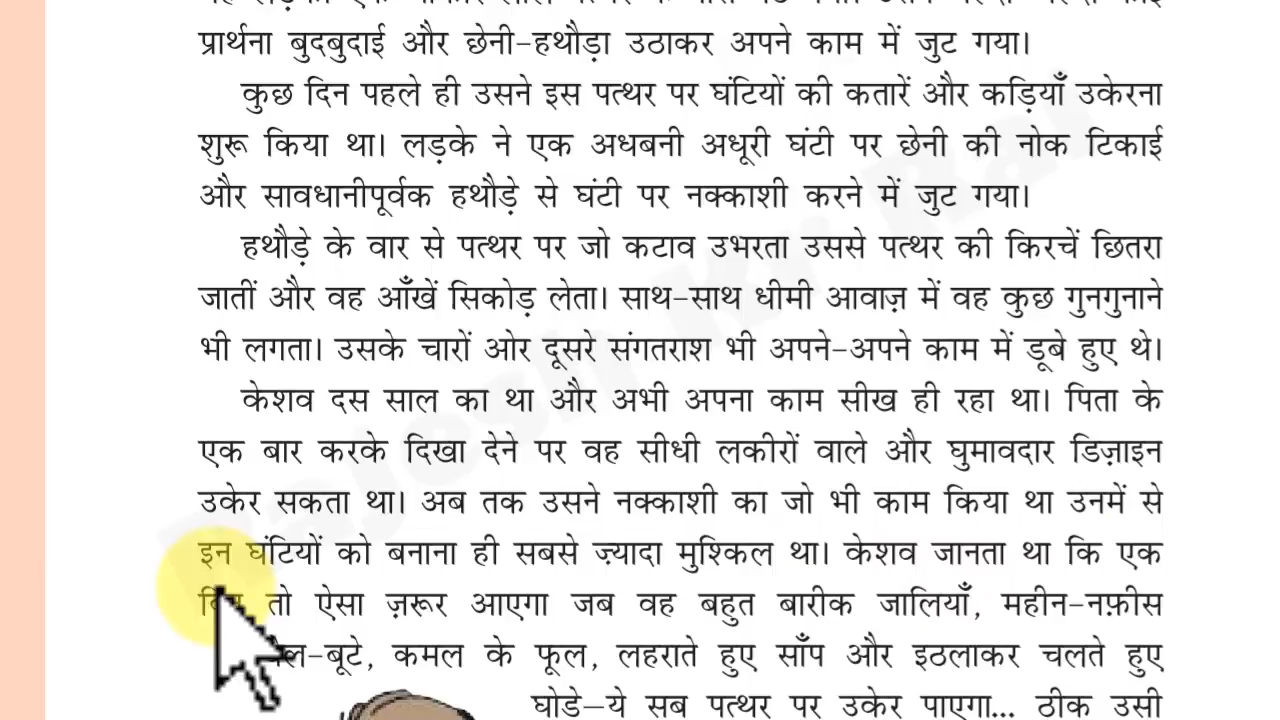 प्रार्थना बुदबुदाई और छेनी-हथौड़ा उठाकर अपने काम में जुट गया।
कुछ दिन पहले ही उसने इस पत्थर पर घंटियों की कतारें और कड़ियाँ उकेरना
शुरू किया था। लड़के ने एक अधबनी अधूरी घंटी पर छेनी की नोक टिकाई
और सावधानीपूर्वक हथौड़े से घंटी पर नक्काशी करने में जुट गया।
हथौड़े के वार से पत्थर पर जो कटाव उभरता उससे पत्थर की किरचें छितरा
जातीं और वह आँखें सिकोड़ लेता। साथ-साथ धीमी आवाज़ में वह कुछ गुनगुनाने
भी लगता। उसके चारों ओर दूसरे संगतराश भी अपने-अपने काम में डूबे हुए थे।
केशव दस साल का था और अभी अपना काम सीख ही रहा था। पिता के
एक बार करके दिखा देने पर वह सीधी लकीरों वाले और घुमावदार डिज़ाइन
उकेर सकता था। अब तक उसने नक्काशी का जो भी काम किया था उनमें से
इन घंटियों को बनाना ही सबसे ज़्यादा मुश्किल था। केशव जानता था कि एक
तो ऐसा ज़रूर आएगा जब वह बहुत बारीक जालियाँ, महीन-नफ़ीस
कमल के फूल, लहराते हुए साँप और इठलाकर चलते हुए
घोडे—ये सब पत्थर पर उकेर पाएगा... ठीक उसी